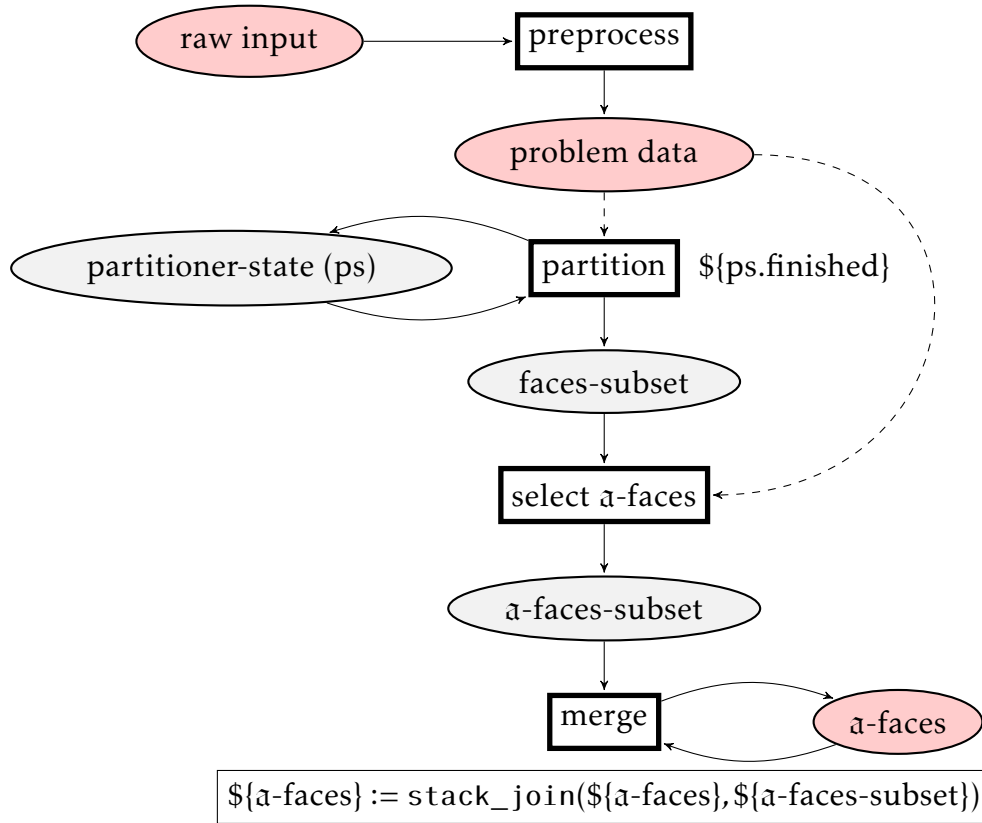 raw input
preprocess
problem data
partitioner-state (ps)
partition
${ps.finished}
faces-subset
select 𝔞-faces
𝔞-faces-subset
merge
𝔞-faces
${𝔞-faces} := stack_join(${𝔞-faces},${𝔞-faces-subset})